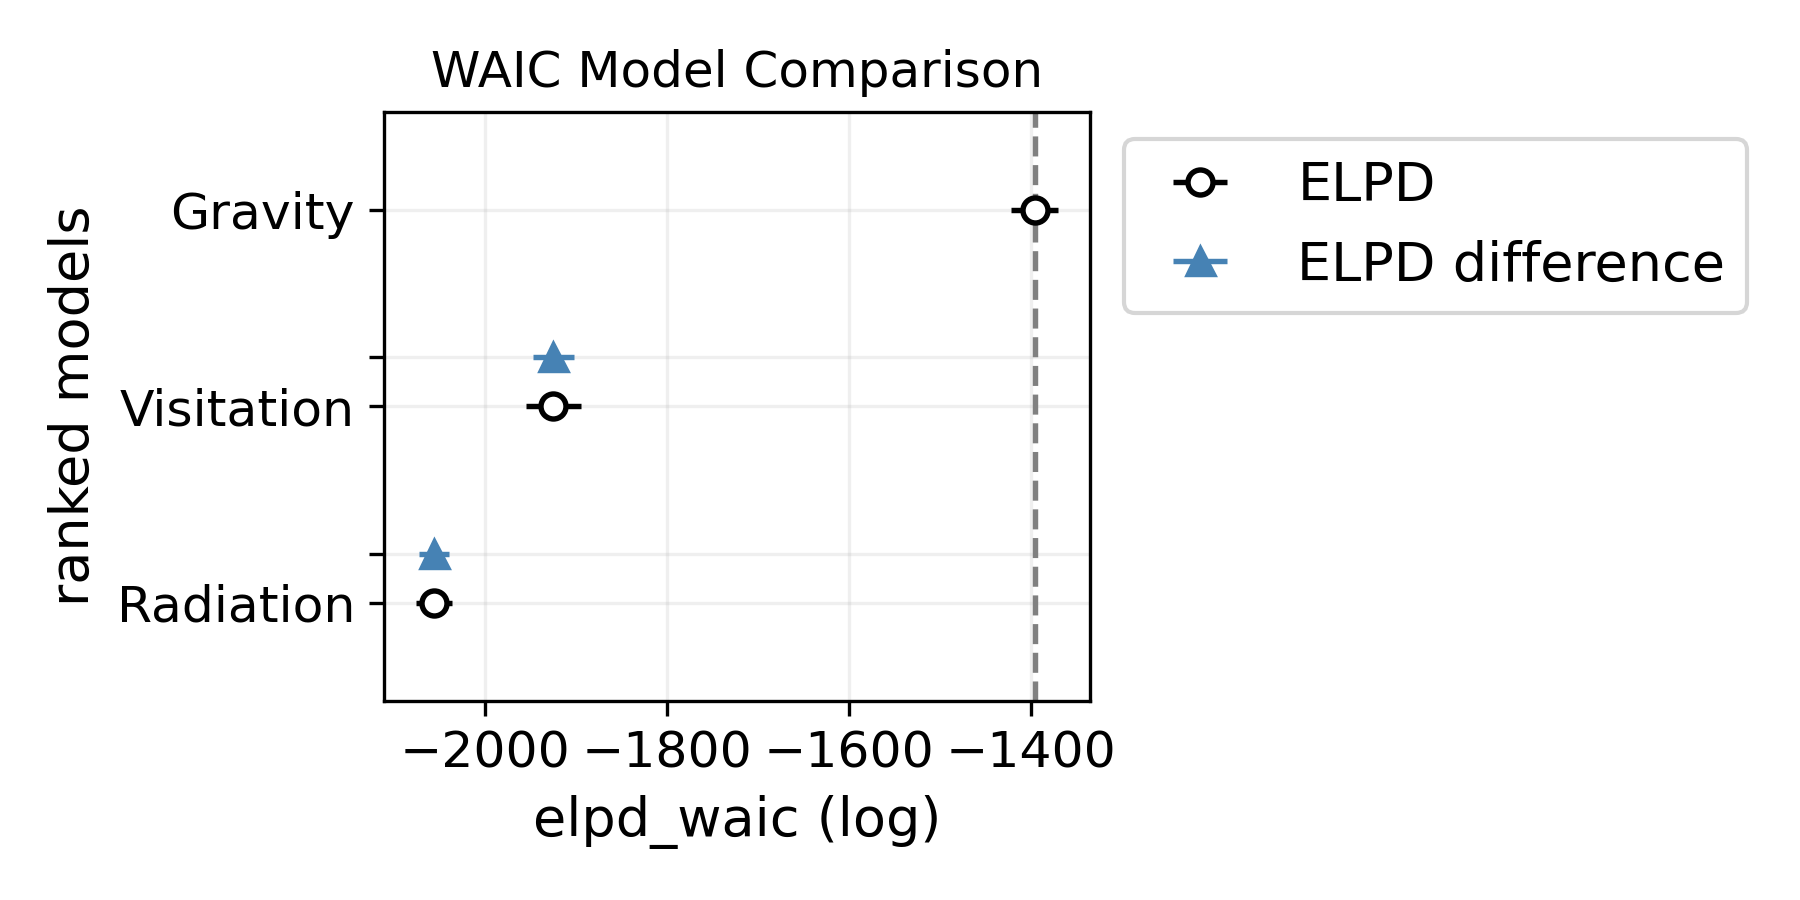 WAIC Model Comparison
ELPD
ELPD difference
ranked models
Gravity
Visitation
Radiation
−2000 −1800 −1600 −1400
elpd_waic (log)